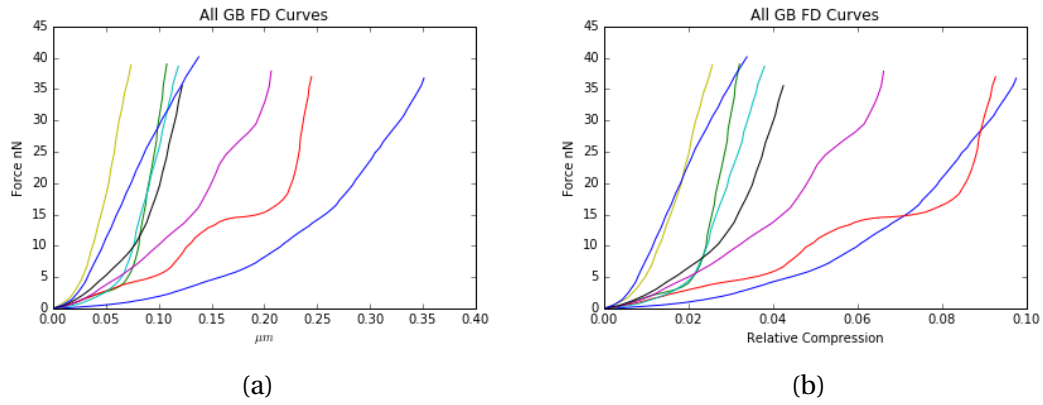 All GB FD Curves
45
40
35
30
25
20
15
10
5
0
Force nN
0.00 0.05 0.10 0.15 0.20 0.25 0.30 0.35 0.40
μm
(a)
All GB FD Curves
45
40
35
30
25
20
15
10
5
0
Force nN
0.00 0.02 0.04 0.06 0.08 0.10
Relative Compression
(b)